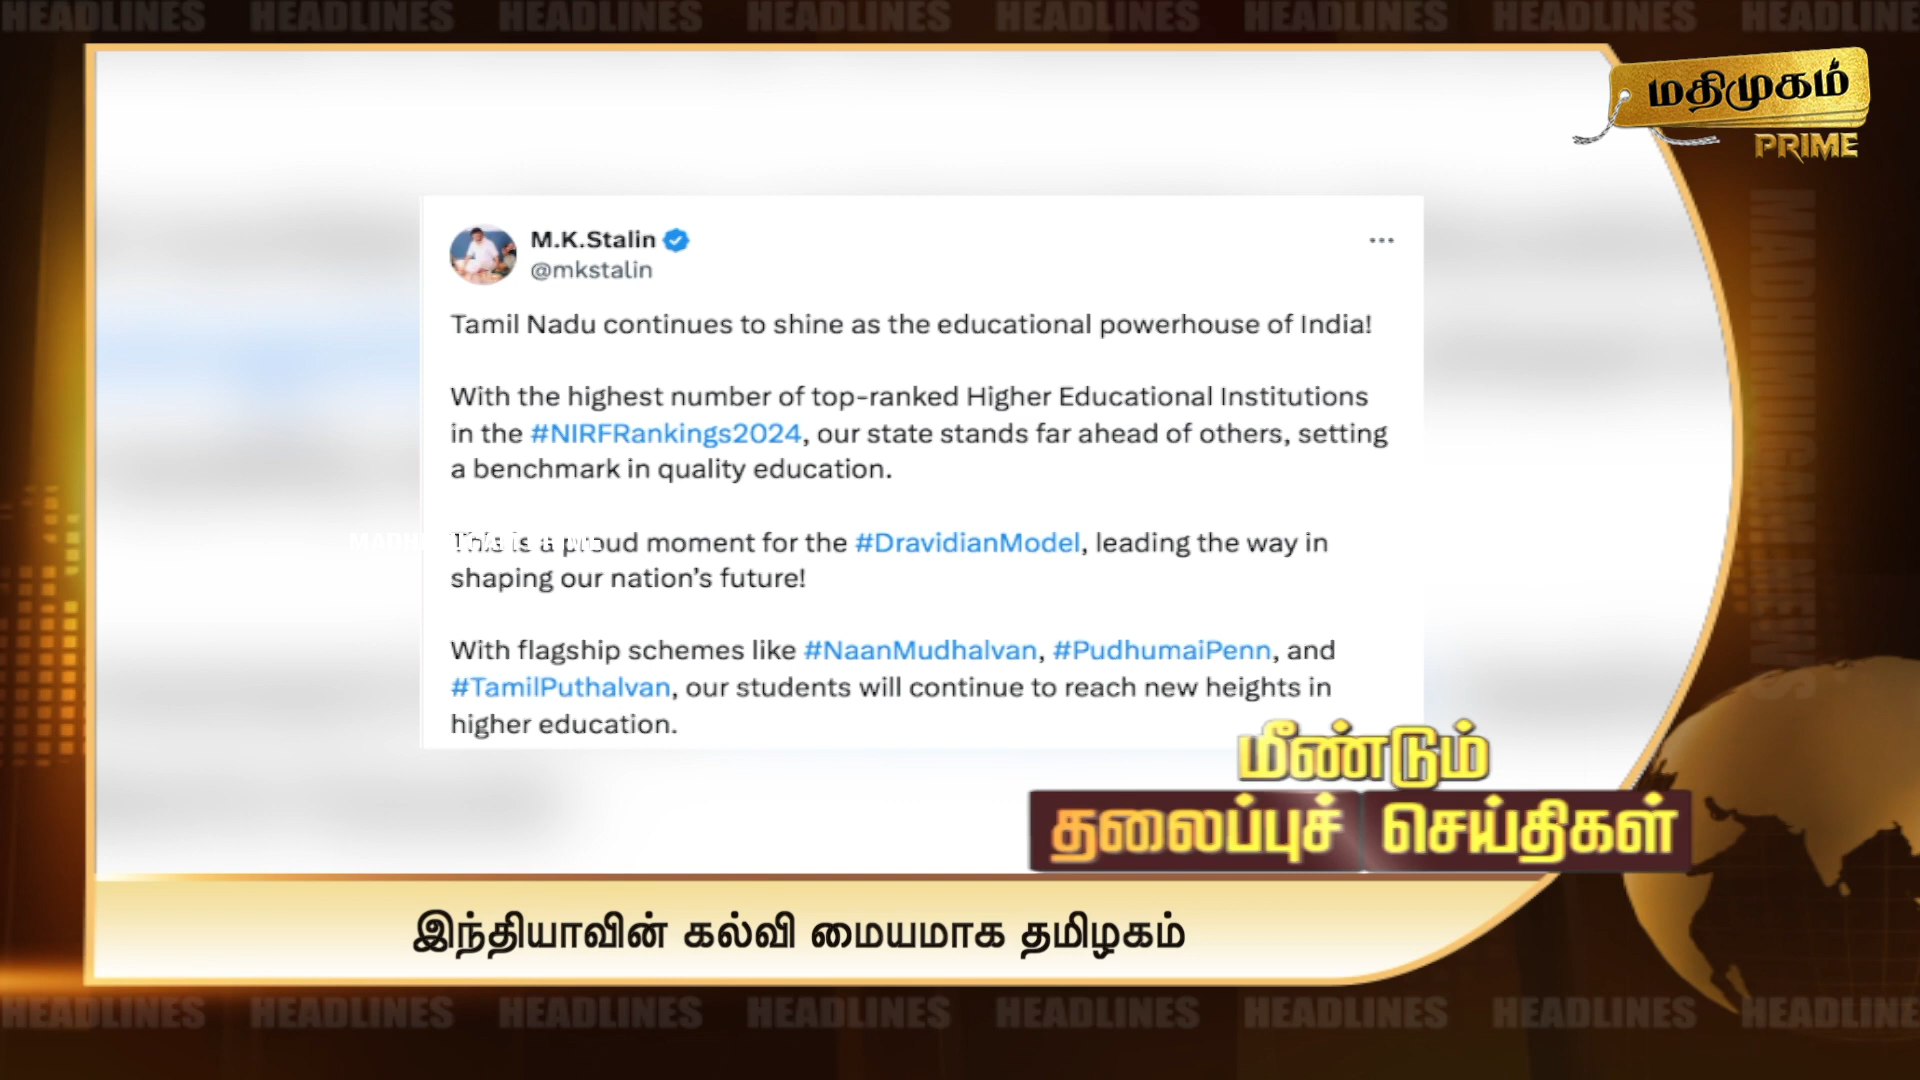 HEADLINES HEADLINES HEADLINES HEADLINES HEADLINES HEADLINES HEADLINES HEADLINE
மதிமுகம்
PRIME
M.K.Stalin
@mkstalin
Tamil Nadu continues to shine as the educational powerhouse of India!
With the highest number of top-ranked Higher Educational Institutions
in the #NIRFRankings2024, our state stands far ahead of others, setting
a benchmark in quality education.
This is a proud moment for the #DravidianModel, leading the way in
shaping our nation's future!
With flagship schemes like #NaanMudhalvan, #PudhumaiPenn, and
#TamilPuthalvan, our students will continue to reach new heights in
higher education.
MADHIMUGAM NEWS
மீண்டும்
தலைப்புச் செய்திகள்
இந்தியாவின் கல்வி மையமாக தமிழகம்
HEADLINES HEADLINES HEADLINES HEADLINES HEADLINES HEADLINES HEADLINES HEADLINE